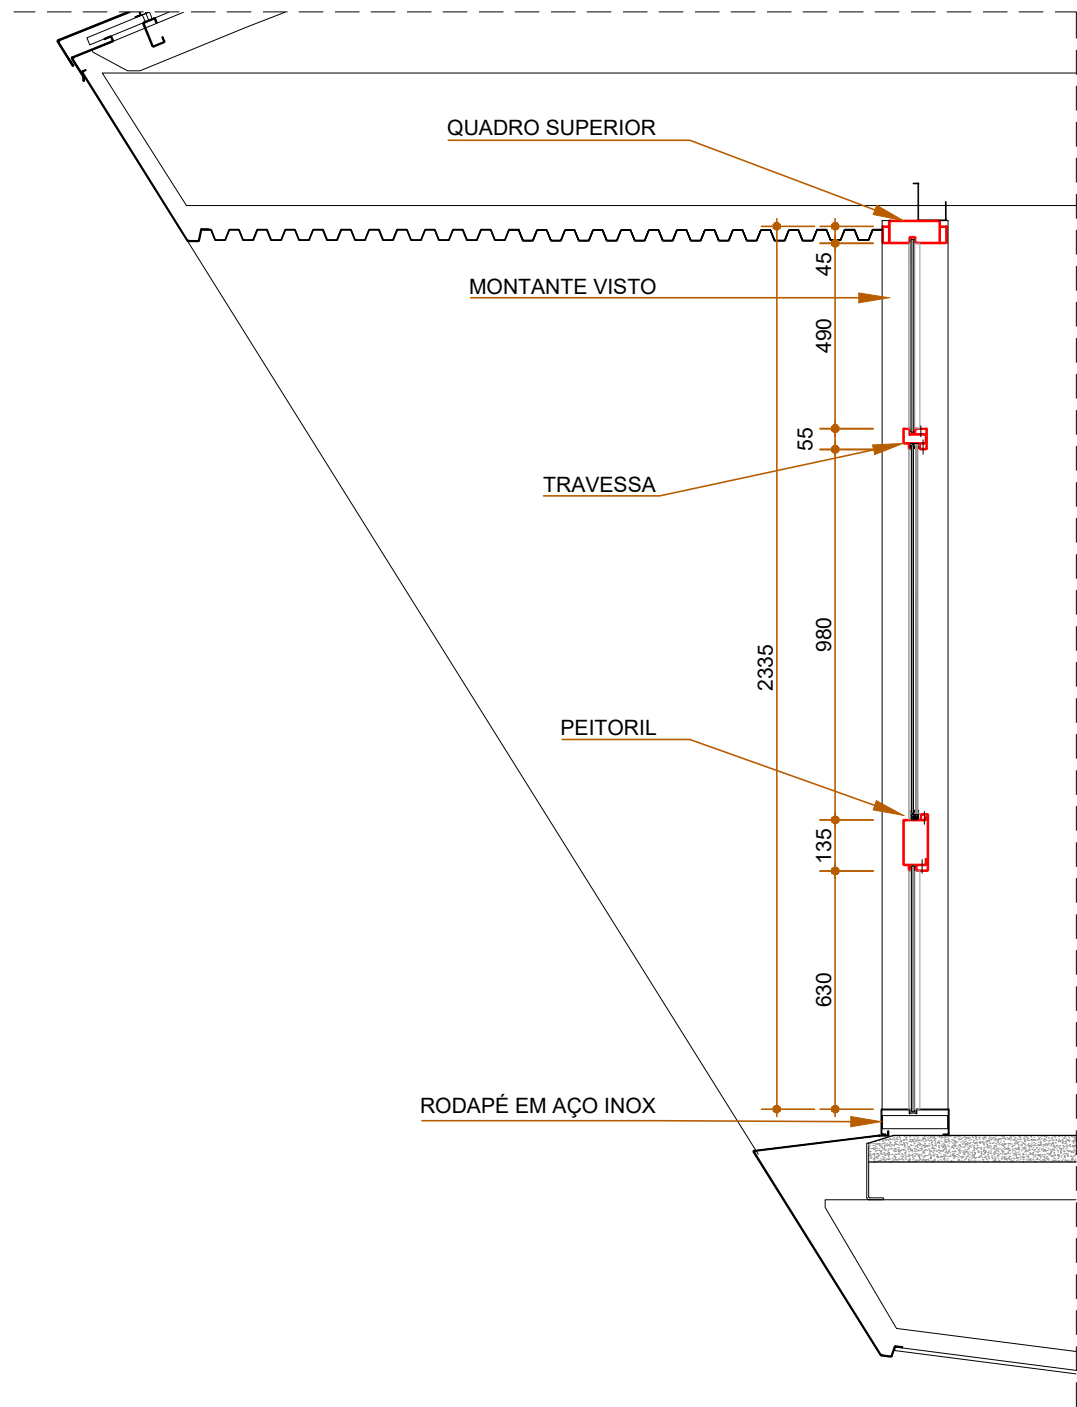 QUADRO SUPERIOR
45
MONTANTE VISTO
490
55
TRAVESSA
980
2335
PEITORIL
135
630
RODAPÉ EM AÇO INOX